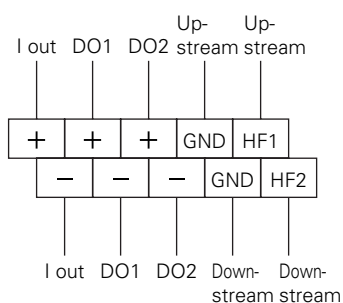 Up- Up-
I out DO1 DO2 stream stream
+ + + GND HF1
− − − GND HF2
I out DO1 DO2 Down- Down-
stream stream